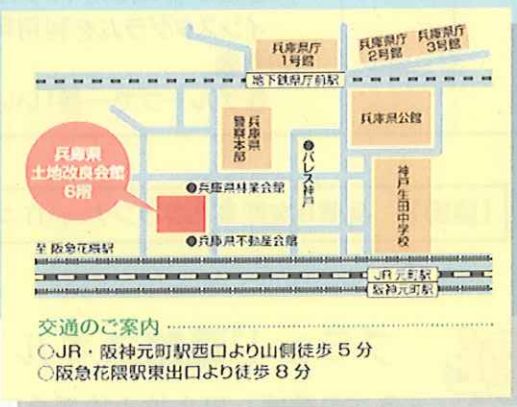 兵庫県庁
1号館
兵庫県庁
2号館
兵庫県庁
3号館
地下鉄県庁前駅
兵庫県
警察本部
兵庫県公館
兵庫県
土地改良会館
6階
●パレス神戸
●兵庫県林業会館
神戸生田中学校
●兵庫県不動産会館
至 阪急花隈駅
JR 元町駅
阪神元町駅
交通のご案内
○JR・阪神元町駅西口より山側徒歩 5 分
○阪急花隈駅東出口より徒歩 8 分